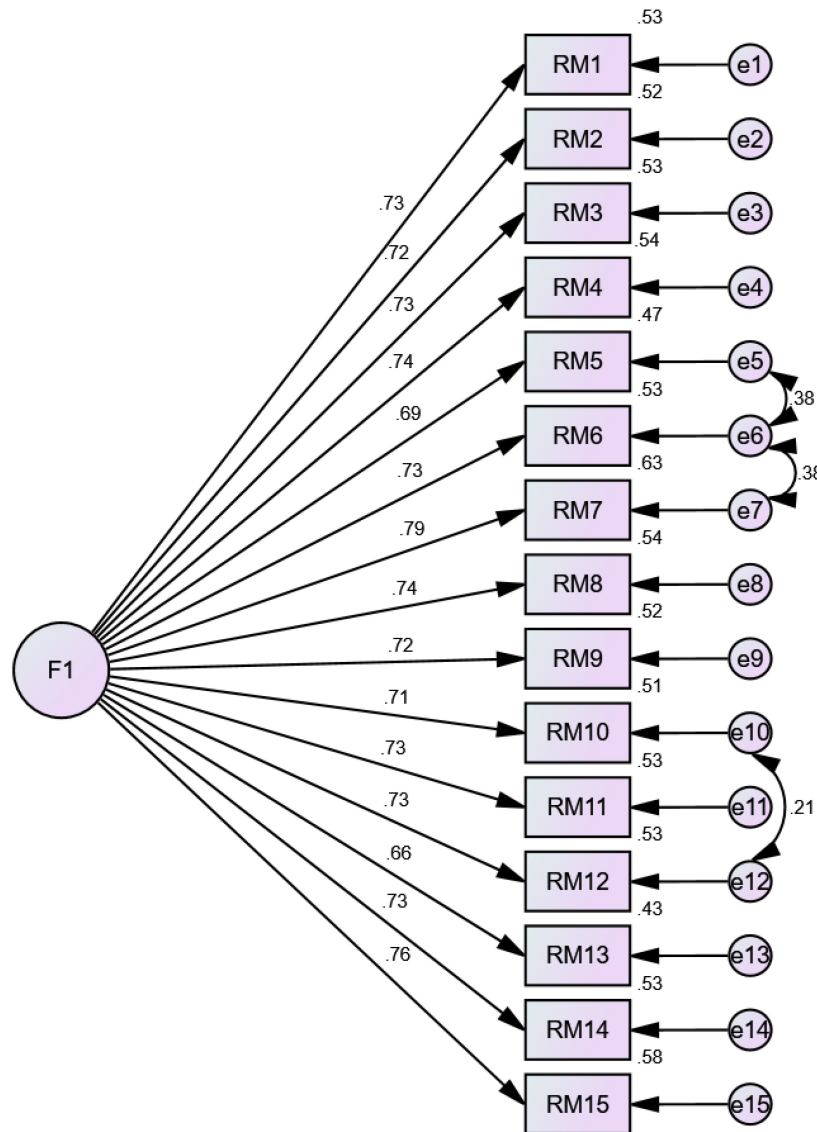 .53
RM1
e1
.52
RM2
e2
.53
.73
RM3
e3
.54
.72
RM4
e4
.73
.47
.74
RM5
e5
.53
.38
.69
RM6
e6
.63
.73
.38
RM7
e7
.79
.54
RM8
e8
.74
.52
.72
RM9
e9
F1
.51
.71
RM10
e10
.53
.73
RM11
e11
.21
.73
.53
RM12
e12
.66
.43
.73
RM13
e13
.76
.53
RM14
e14
.58
RM15
e15